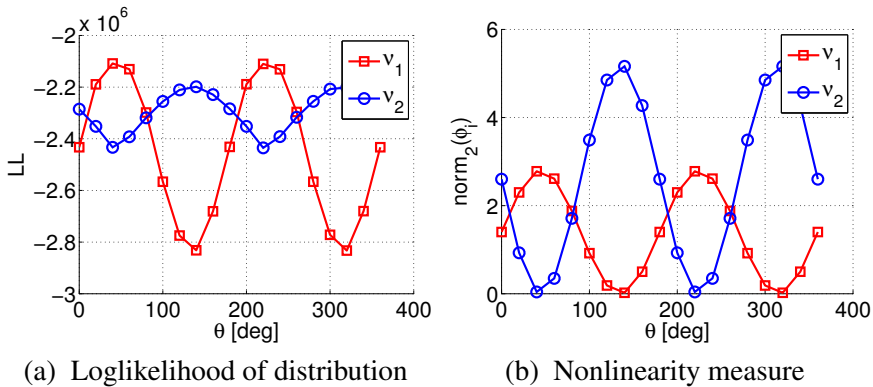 × 10⁶
−2
−2.2
−2.4
−2.6
−2.8
−3
LL
0 100 200 300 400
θ [deg]
ν₁
ν₂
(a) Loglikelihood of distribution
6
4
2
0
norm₂(ϕᵢ)
0 100 200 300 400
θ [deg]
ν₁
ν₂
(b) Nonlinearity measure